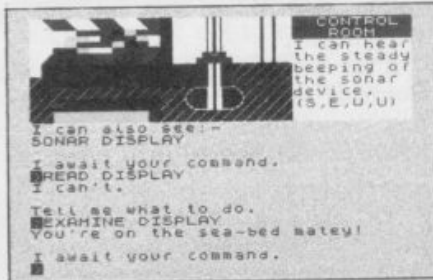 CONTROL
ROOM
I can hear
the steady
beeping of
the sonar
device.
(S,E,U,U)
I can also see:-
SONAR DISPLAY
I await your command.
READ DISPLAY
I can't.
Tell me what to do.
EXAMINE DISPLAY
You're on the sea-bed matey!
I await your command.